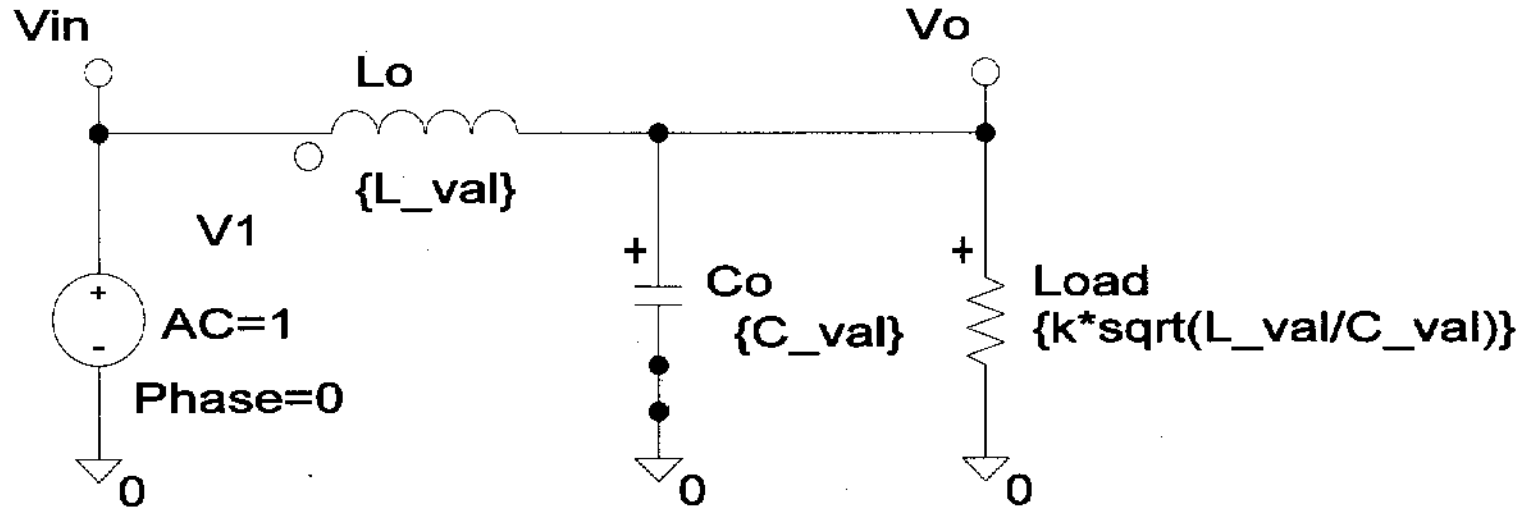 Vin
Vo
Lo
{L_val}
V1
+
+
Co
Load
+
AC=1
{C_val}
{k*sqrt(L_val/C_val)}
-
Phase=0
0
0
0